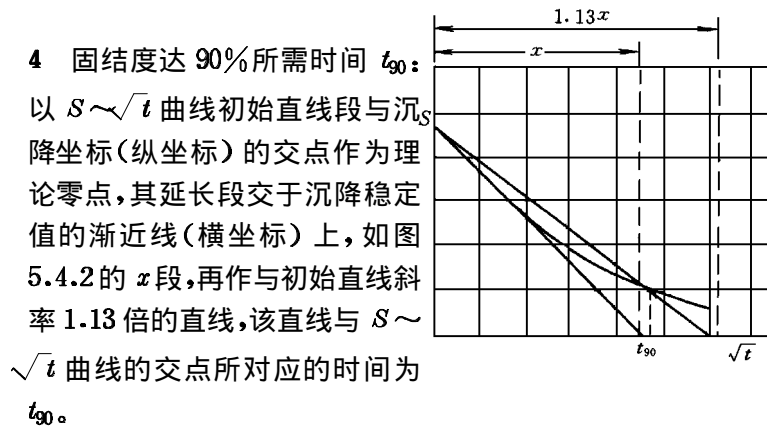 4 固结度达 90%所需时间 t₉₀:
以 S~√t 曲线初始直线段与沉
降坐标(纵坐标)的交点作为理
论零点,其延长段交于沉降稳定
值的渐近线(横坐标)上,如图
5.4.2的 x 段,再作与初始直线斜
率 1.13 倍的直线,该直线与 S~
√t 曲线的交点所对应的时间为
t₉₀。
1.13x
x
S
t₉₀
√t